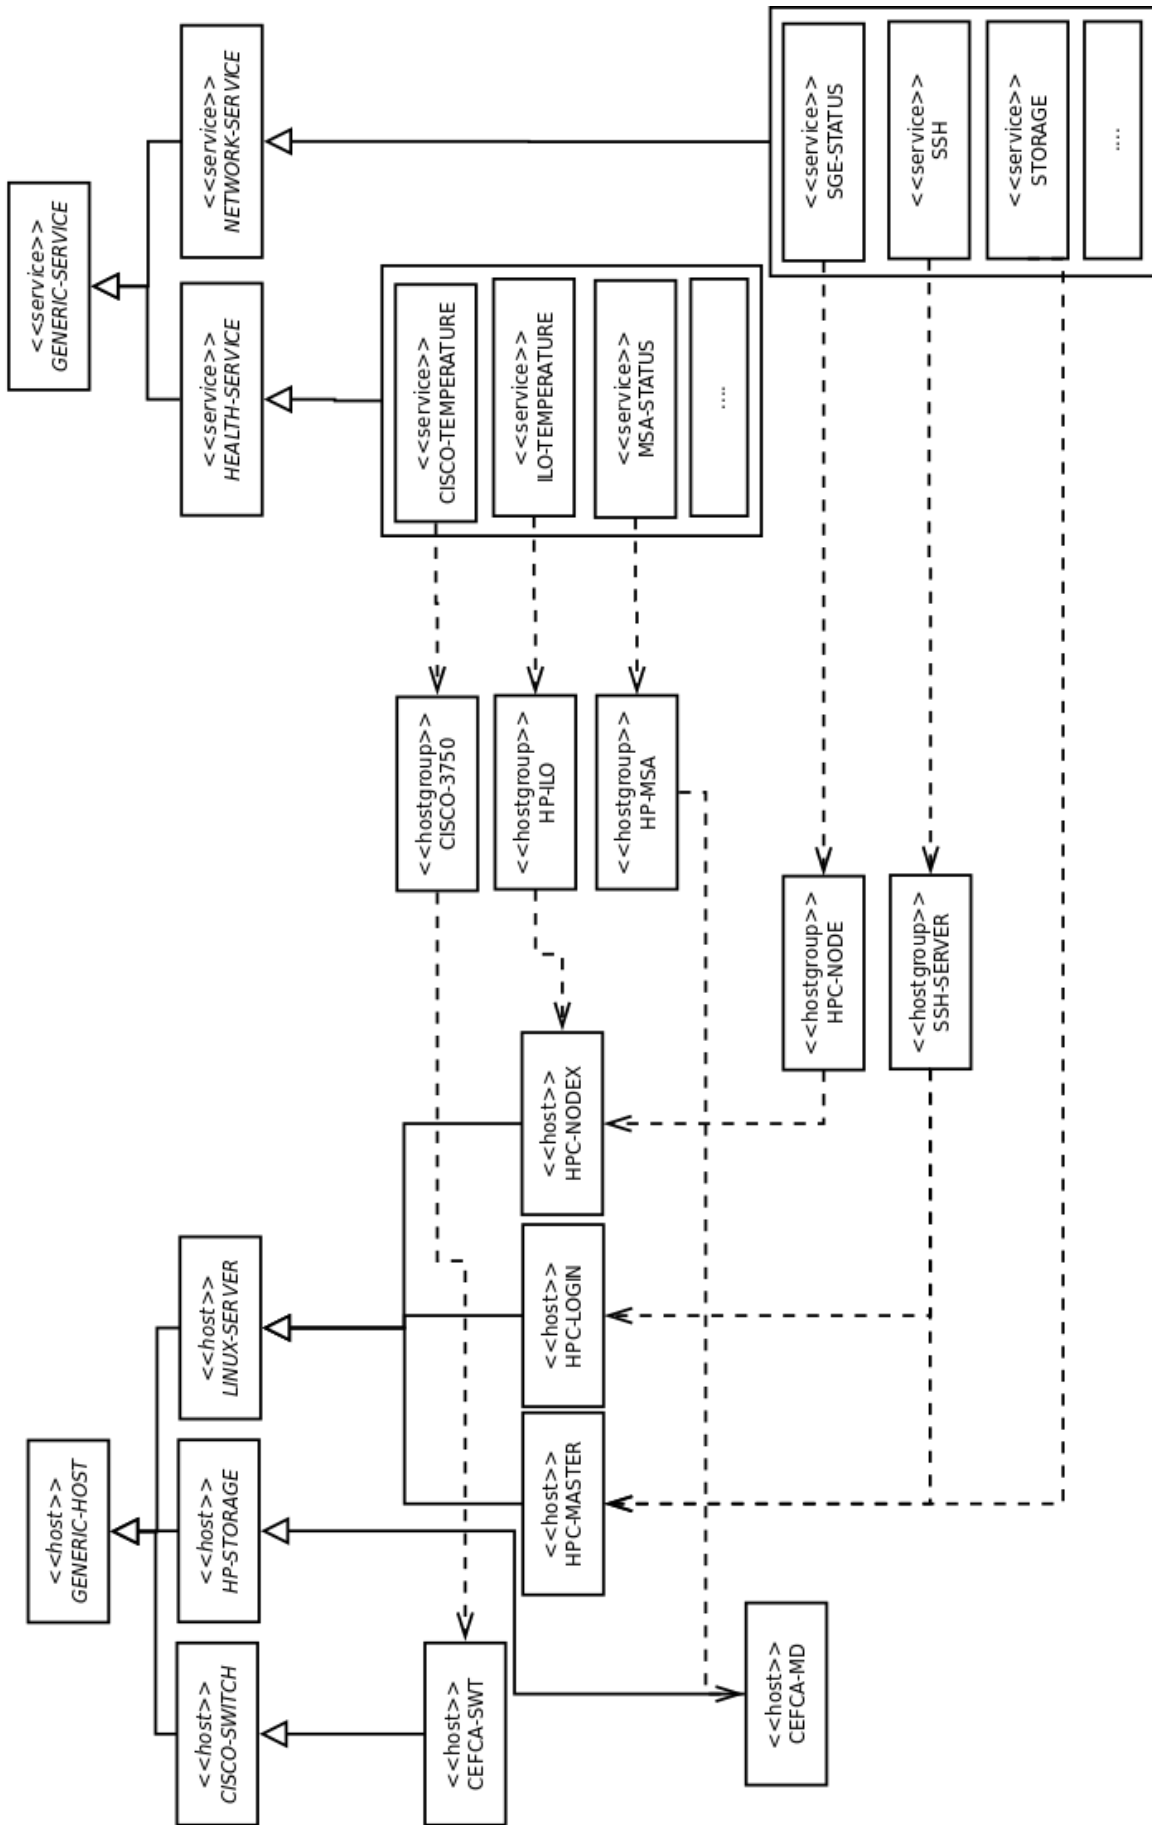 <<host>>
GENERIC-HOST
<<service>>
GENERIC-SERVICE
<<host>>
CISCO-SWITCH
<<host>>
HP-STORAGE
<<host>>
LINUX-SERVER
<<service>>
HEALTH-SERVICE
<<service>>
NETWORK-SERVICE
<<host>>
CEFCA-SWT
<<hostgroup>>
CISCO-3750
<<service>>
CISCO-TEMPERATURE
<<host>>
HPC-MASTER
<<host>>
HPC-LOGIN
<<host>>
HPC-NODEX
<<hostgroup>>
HP-ILO
<<service>>
ILO-TEMPERATURE
<<hostgroup>>
HP-MSA
<<service>>
MSA-STATUS
....
<<host>>
CEFCA-MD
<<hostgroup>>
HPC-NODE
<<service>>
SGE-STATUS
<<hostgroup>>
SSH-SERVER
<<service>>
SSH
<<service>>
STORAGE
....